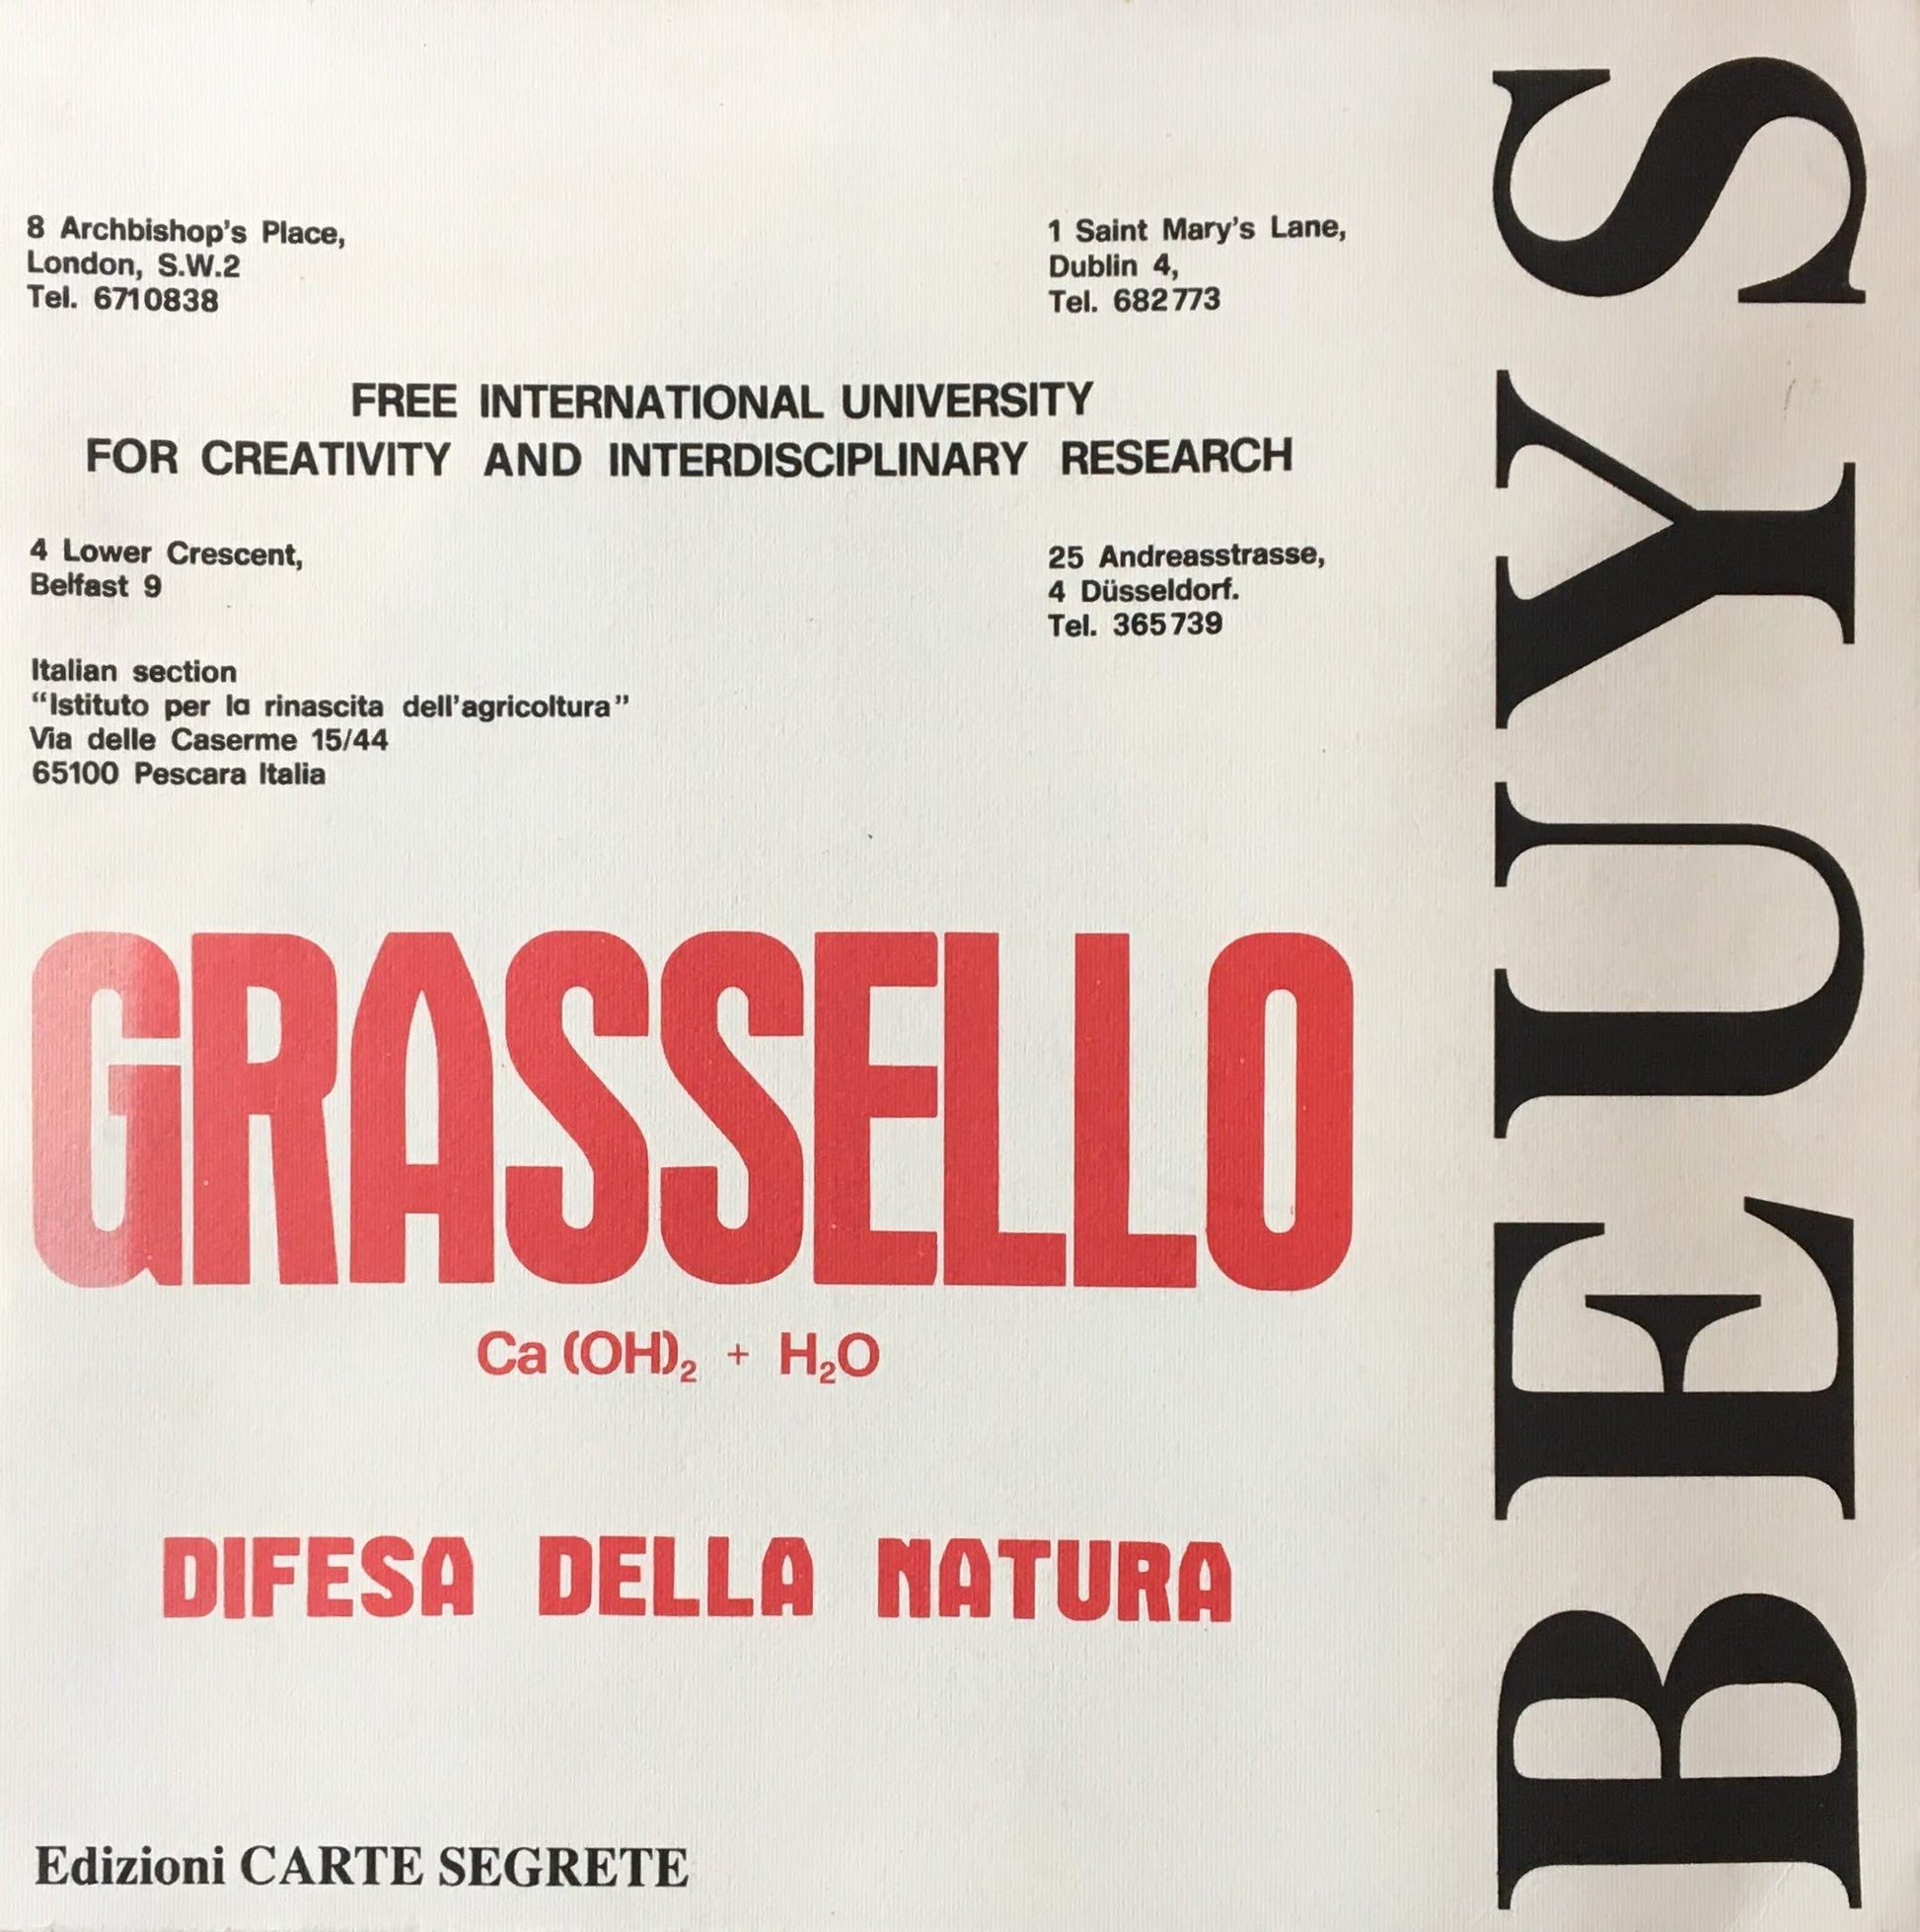 8 Archbishop's Place,
London, S.W.2
Tel. 6710838
1 Saint Mary's Lane,
Dublin 4,
Tel. 682773
FREE INTERNATIONAL UNIVERSITY
FOR CREATIVITY AND INTERDISCIPLINARY RESEARCH
4 Lower Crescent,
Belfast 9
25 Andreasstrasse,
4 Düsseldorf.
Tel. 365739
Italian section
“Istituto per la rinascita dell'agricoltura”
Via delle Caserme 15/44
65100 Pescara Italia
GRASSELLO
Ca (OH)₂ + H₂O
DIFESA DELLA NATURA
Edizioni CARTE SEGRETE
BEUYS